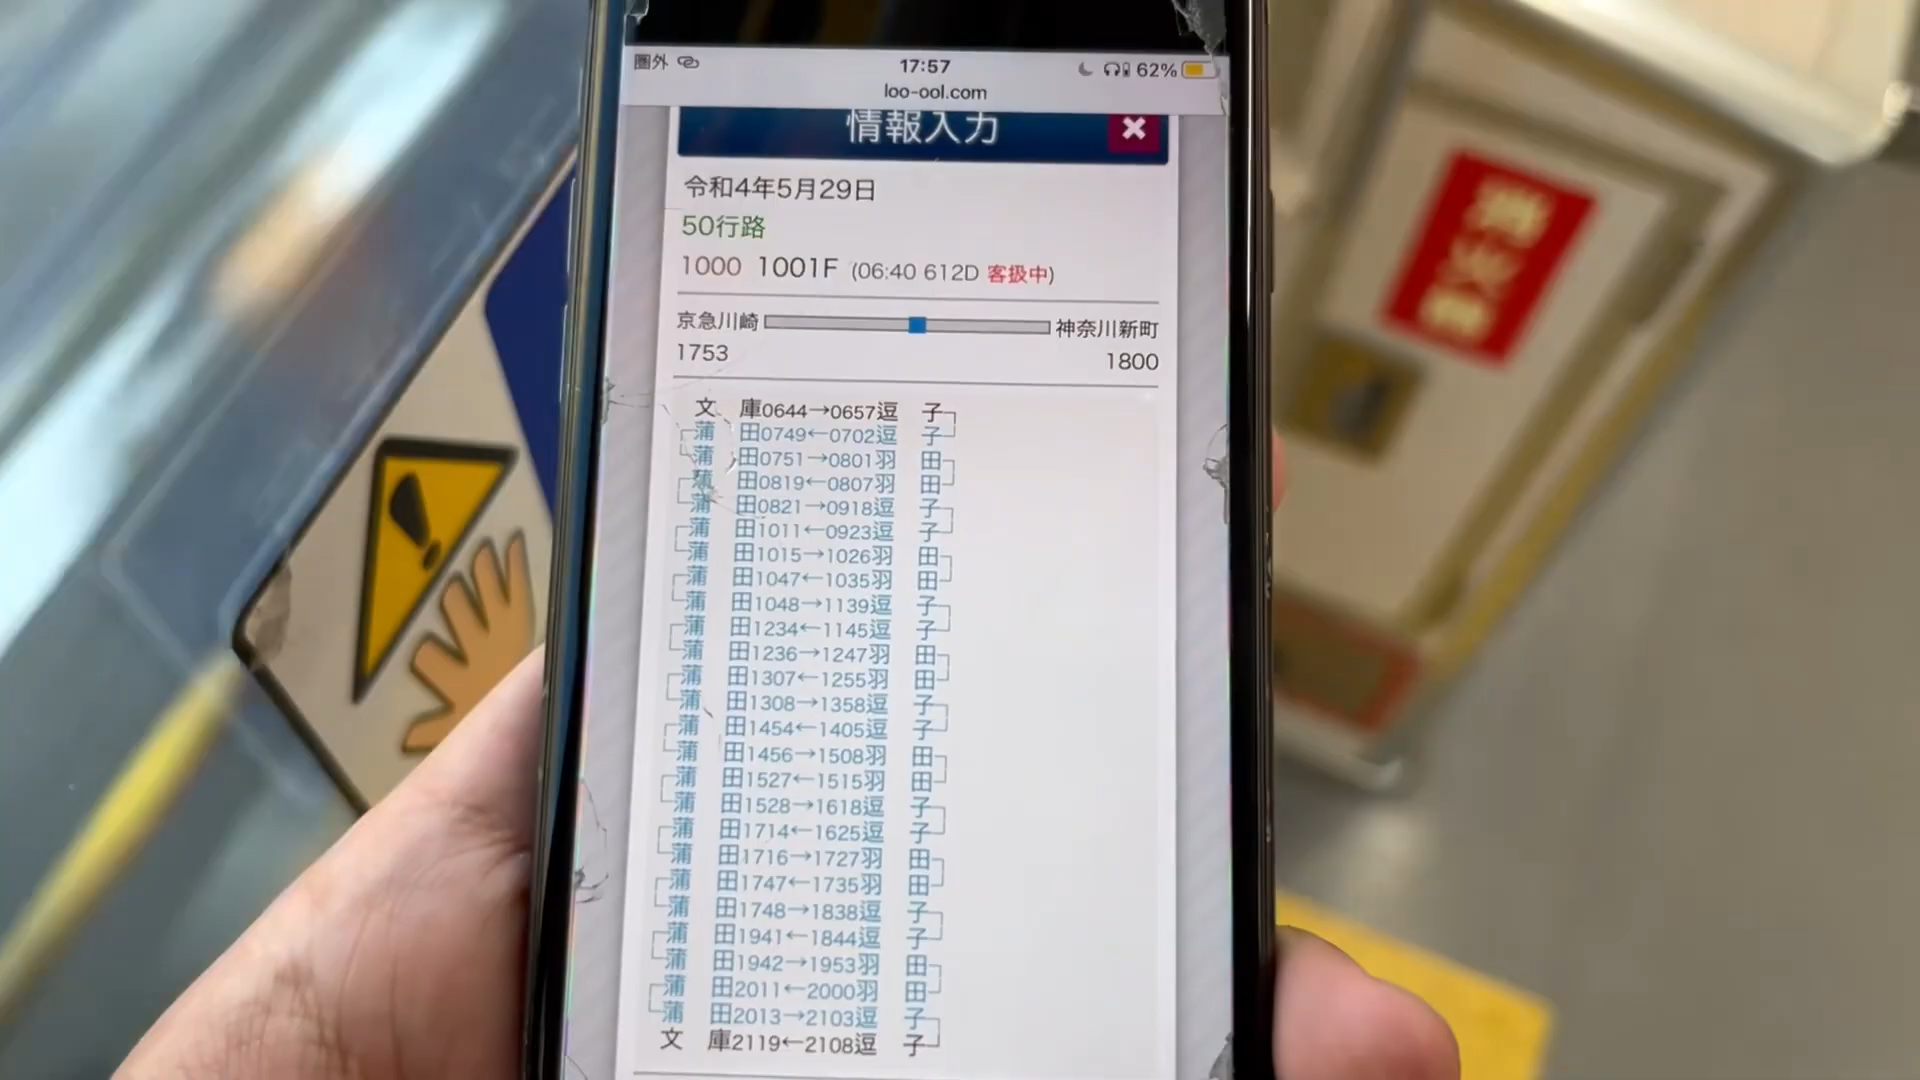 圏外 17:57 62%
loo-ool.com
情報入力 ×
令和4年5月29日
50行路
1000 1001F (06:40 612D 客扱中)
京急川崎 神奈川新町
1753 1800
文 庫0644→0657逗 子
蒲 田0749←0702逗 子
蒲 田0751→0801羽 田
蒲 田0819←0807羽 田
蒲 田0821→0918逗 子
蒲 田1011←0923逗 子
蒲 田1015→1026羽 田
蒲 田1047←1035羽 田
蒲 田1048→1139逗 子
蒲 田1234←1145逗 子
蒲 田1236→1247羽 田
蒲 田1307←1255羽 田
蒲 田1308→1358逗 子
蒲 田1454←1405逗 子
蒲 田1456→1508羽 田
蒲 田1527←1515羽 田
蒲 田1528→1618逗 子
蒲 田1714←1625逗 子
蒲 田1716→1727羽 田
蒲 田1747←1735羽 田
蒲 田1748→1838逗 子
蒲 田1941←1844逗 子
蒲 田1942→1953羽 田
蒲 田2011←2000羽 田
蒲 田2013→2103逗 子
文 庫2119←2108逗 子
消火器